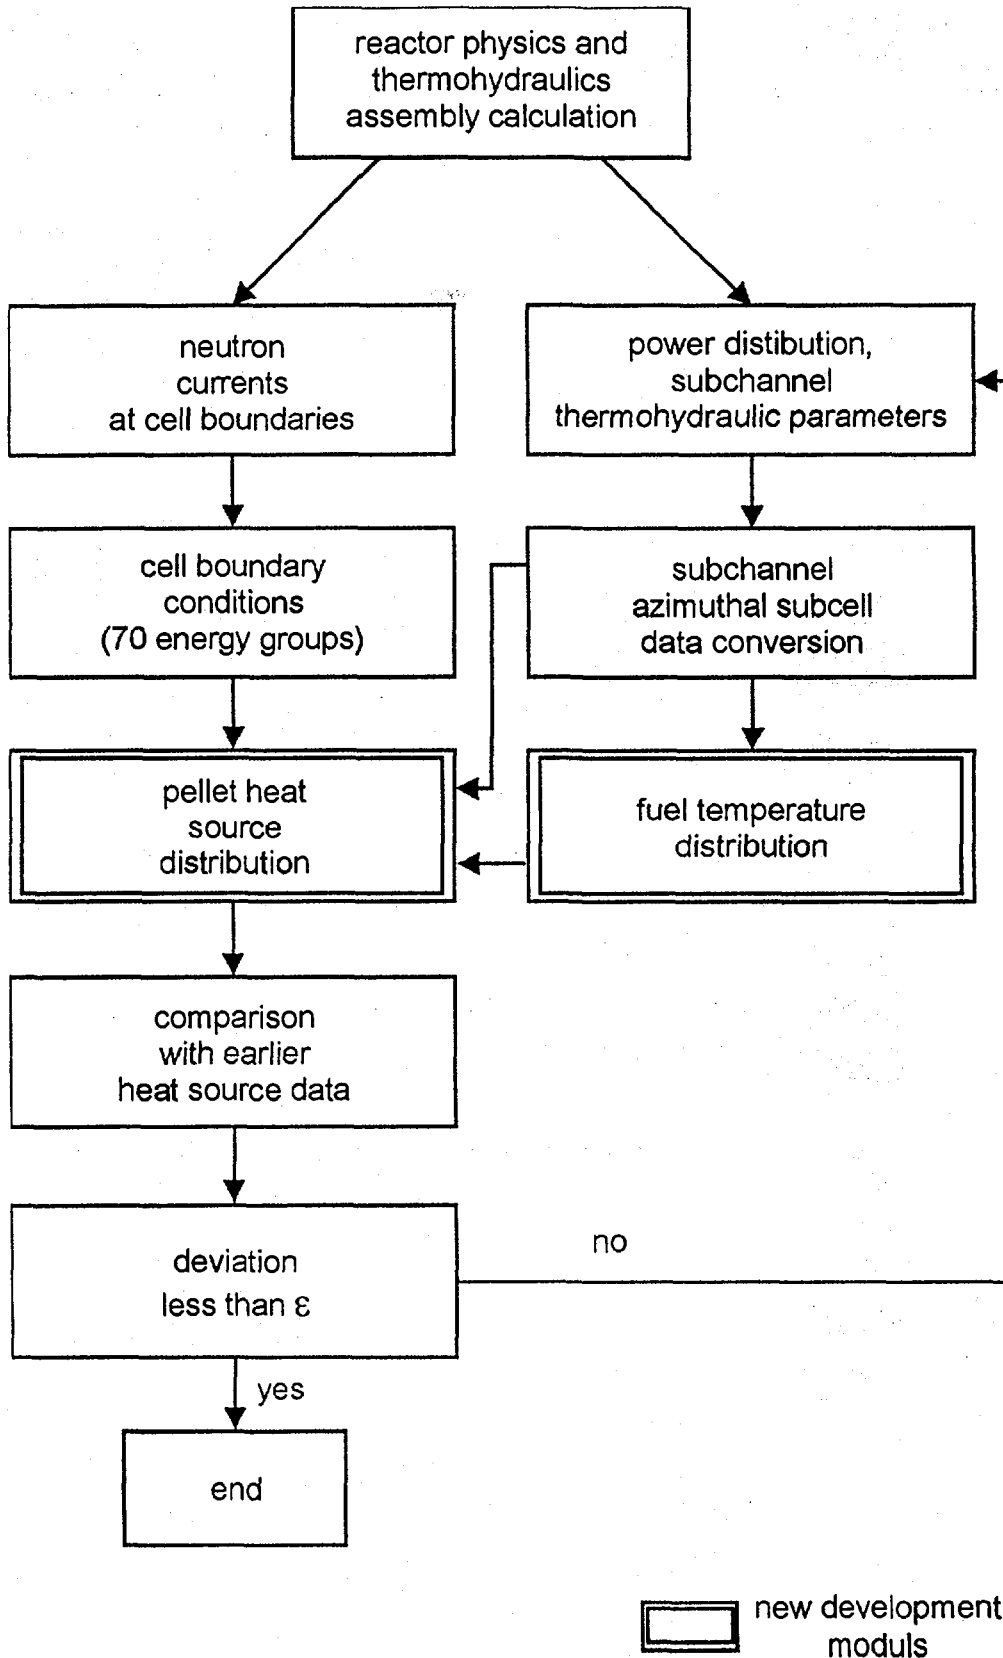 reactor physics and
thermohydraulics
assembly calculation
neutron
currents
at cell boundaries
power distibution,
subchannel
thermohydraulic parameters
cell boundary
conditions
(70 energy groups)
subchannel
azimuthal subcell
data conversion
pellet heat
source
distribution
fuel temperature
distribution
comparison
with earlier
heat source data
deviation
less than ε
no
yes
end
new development
moduls